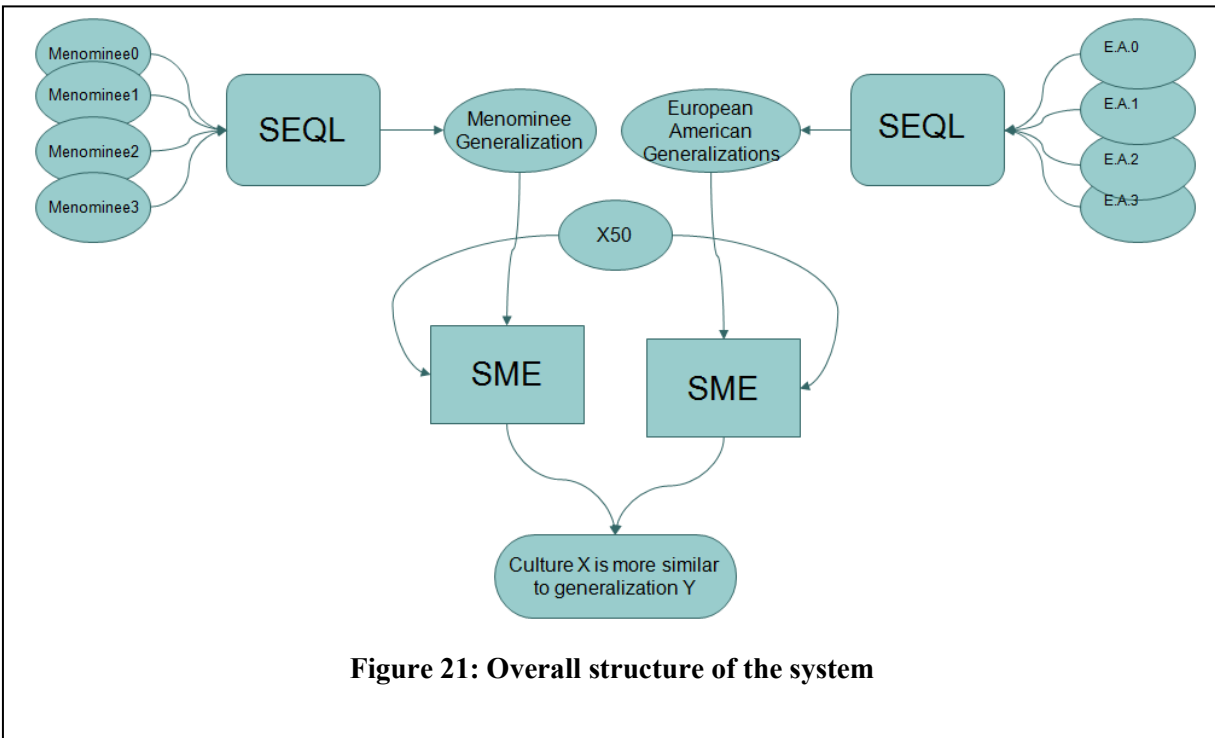 Menominee0
Menominee1
Menominee2
Menominee3
SEQL
Menominee
Generalization
European
American
Generalizations
SEQL
E.A.0
E.A.1
E.A.2
E.A.3
X50
SME
SME
Culture X is more similar
to generalization Y
Figure 21: Overall structure of the system